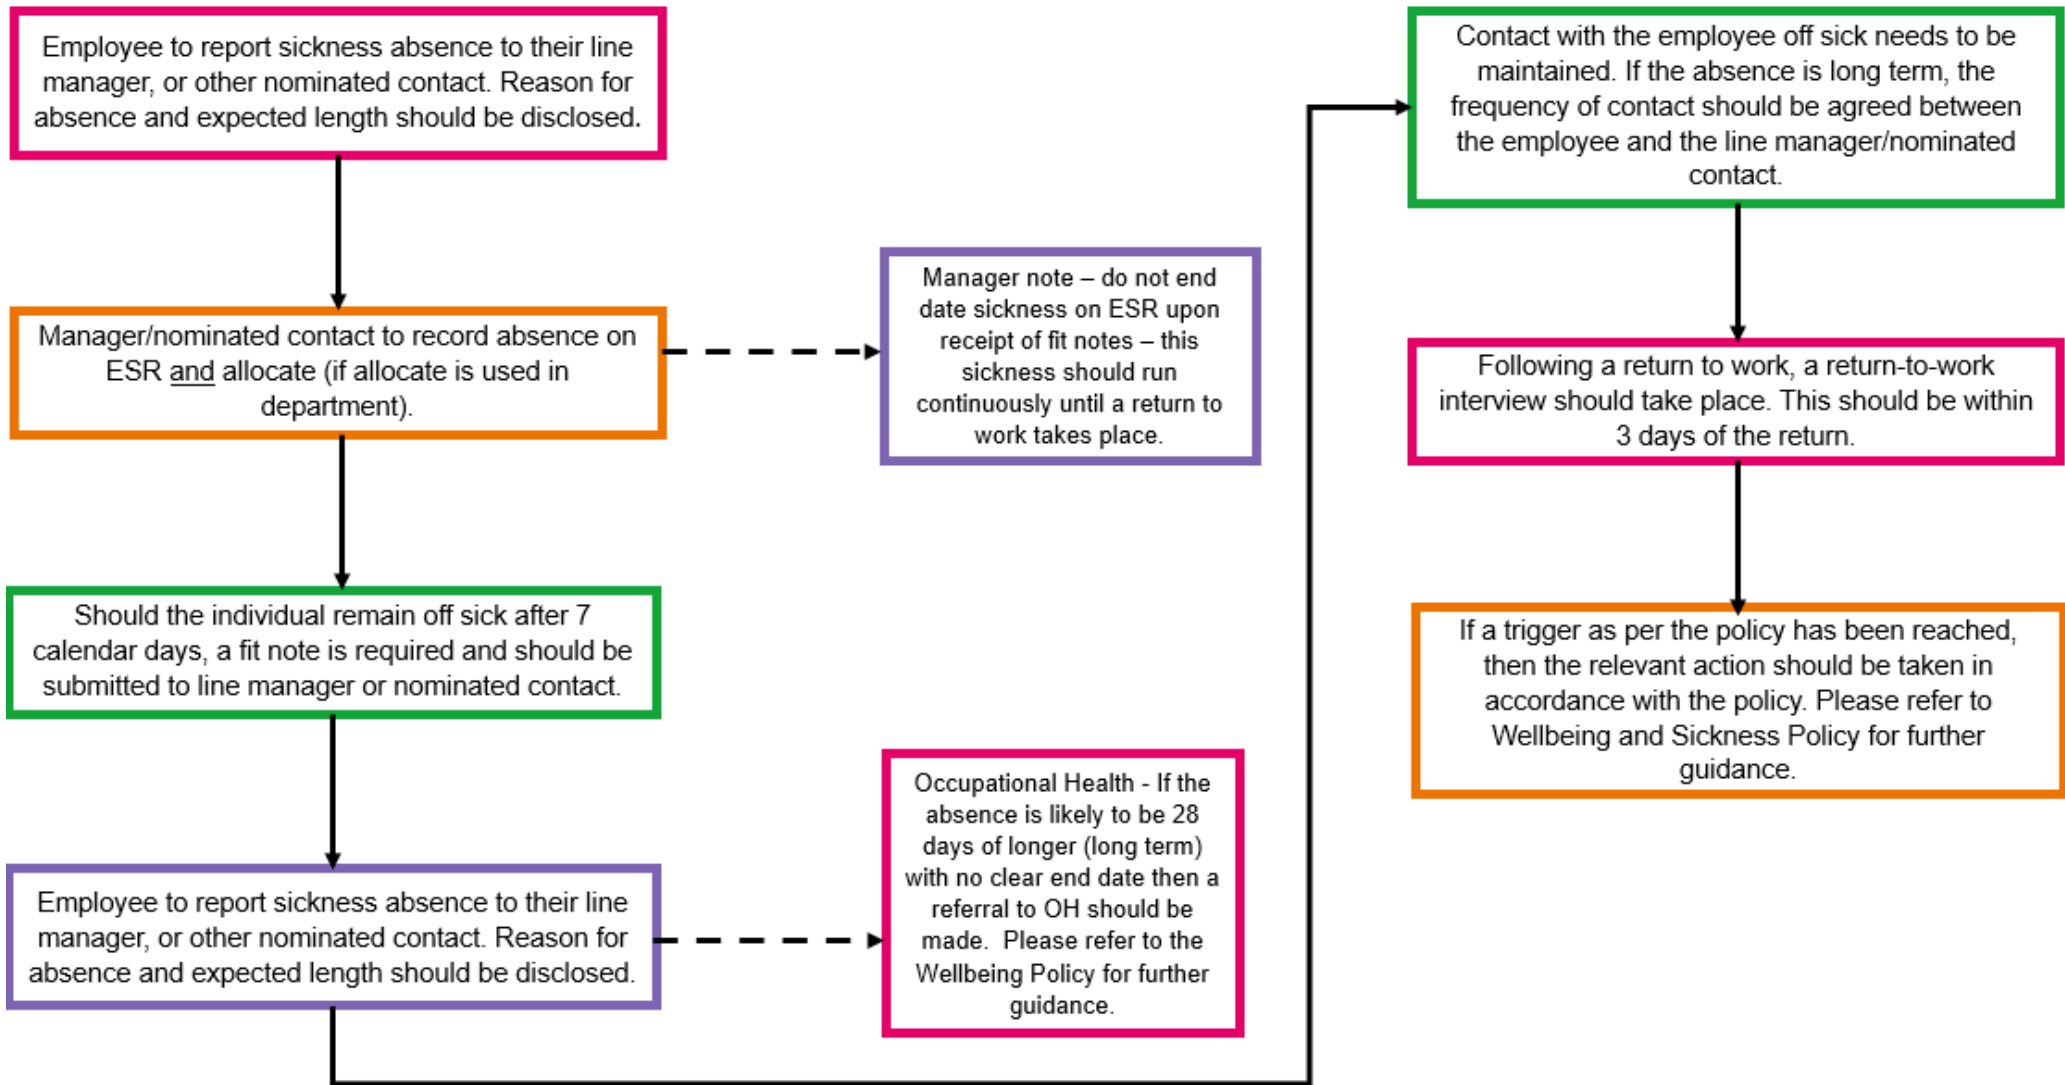 Employee to report sickness absence to their line
manager, or other nominated contact. Reason for
absence and expected length should be disclosed.
Manager/nominated contact to record absence on
ESR and allocate (if allocate is used in
department).
Manager note – do not end
date sickness on ESR upon
receipt of fit notes – this
sickness should run
continuously until a return to
work takes place.
Should the individual remain off sick after 7
calendar days, a fit note is required and should be
submitted to line manager or nominated contact.
Employee to report sickness absence to their line
manager, or other nominated contact. Reason for
absence and expected length should be disclosed.
Occupational Health - If the
absence is likely to be 28
days of longer (long term)
with no clear end date then a
referral to OH should be
made.  Please refer to the
Wellbeing Policy for further
guidance.
Contact with the employee off sick needs to be
maintained. If the absence is long term, the
frequency of contact should be agreed between
the employee and the line manager/nominated
contact.
Following a return to work, a return-to-work
interview should take place. This should be within
3 days of the return.
If a trigger as per the policy has been reached,
then the relevant action should be taken in
accordance with the policy. Please refer to
Wellbeing and Sickness Policy for further
guidance.